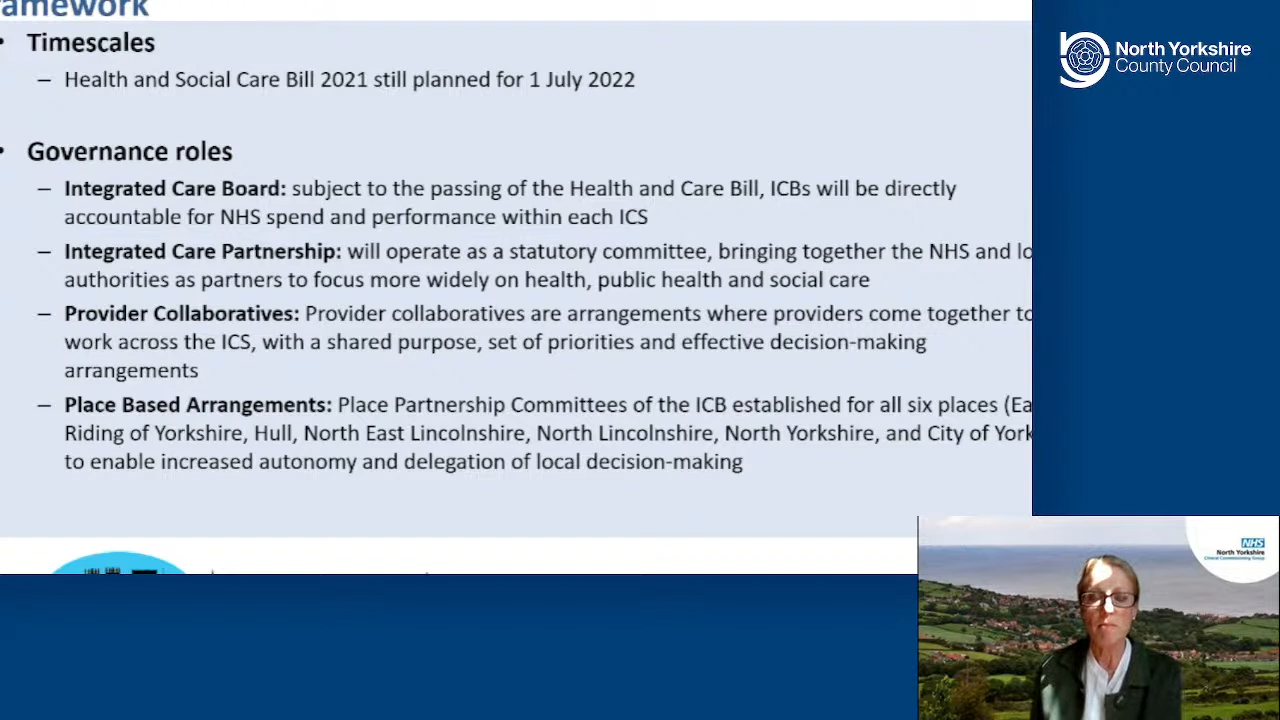 amework
• Timescales
– Health and Social Care Bill 2021 still planned for 1 July 2022
• Governance roles
– Integrated Care Board: subject to the passing of the Health and Care Bill, ICBs will be directly
accountable for NHS spend and performance within each ICS
– Integrated Care Partnership: will operate as a statutory committee, bringing together the NHS and lo
authorities as partners to focus more widely on health, public health and social care
– Provider Collaboratives: Provider collaboratives are arrangements where providers come together to
work across the ICS, with a shared purpose, set of priorities and effective decision-making
arrangements
– Place Based Arrangements: Place Partnership Committees of the ICB established for all six places (Ea
Riding of Yorkshire, Hull, North East Lincolnshire, North Lincolnshire, North Yorkshire, and City of York
to enable increased autonomy and delegation of local decision-making
North Yorkshire
County Council
NHS
North Yorkshire
Clinical Commissioning Group